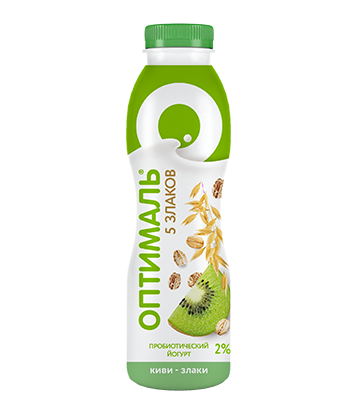 ОПТИМАЛЬ®
5 ЗЛАКОВ
ПРОБИОТИЧЕСКИЙ
ЙОГУРТ
2%
киви - злаки